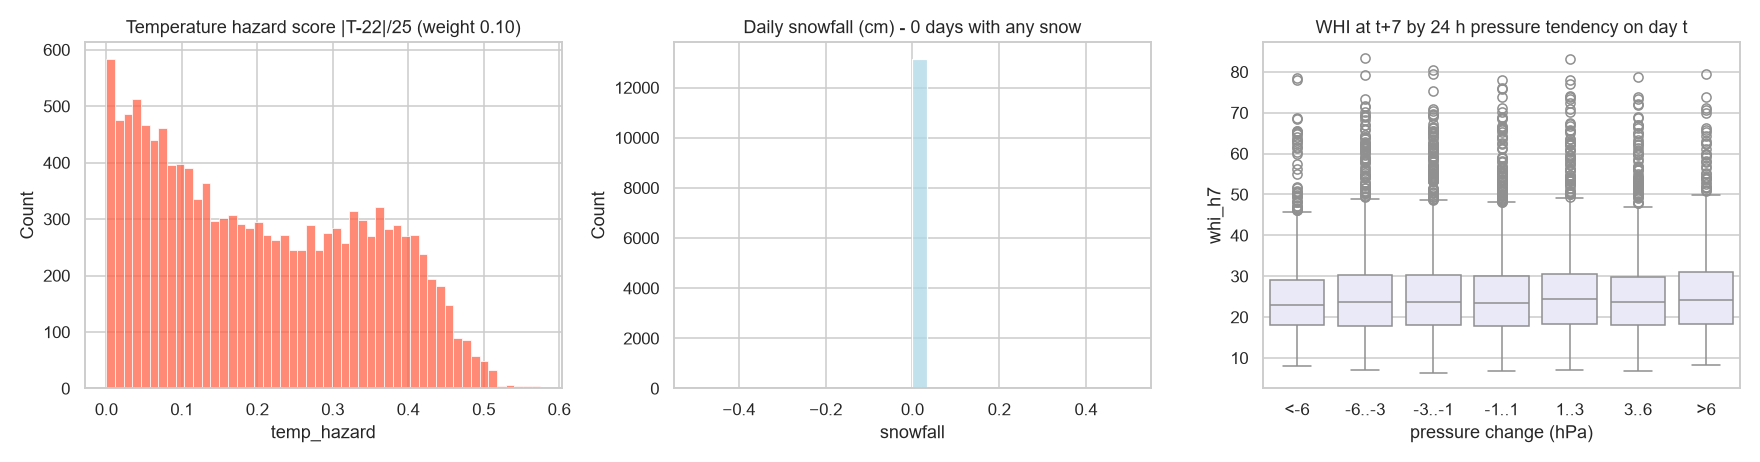 Temperature hazard score |T-22|/25 (weight 0.10)
600
500
400
300
200
100
0
Count
0.0 0.1 0.2 0.3 0.4 0.5 0.6
temp_hazard
Daily snowfall (cm) - 0 days with any snow
12000
10000
8000
6000
4000
2000
0
Count
−0.4 −0.2 0.0 0.2 0.4
snowfall
WHI at t+7 by 24 h pressure tendency on day t
80
70
60
50
40
30
20
10
whi_h7
<-6 -6..-3 -3..-1 -1..1 1..3 3..6 >6
pressure change (hPa)